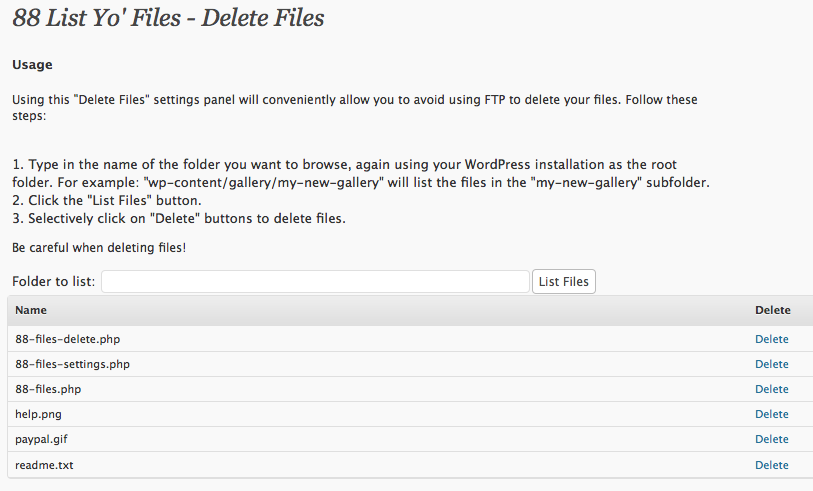 88 List Yo' Files - Delete Files
Usage
Using this "Delete Files" settings panel will conveniently allow you to avoid using FTP to delete your files. Follow these
steps:
1. Type in the name of the folder you want to browse, again using your WordPress installation as the root
folder. For example: "wp-content/gallery/my-new-gallery" will list the files in the "my-new-gallery" subfolder.
2. Click the "List Files" button.
3. Selectively click on "Delete" buttons to delete files.
Be careful when deleting files!
Folder to list: List Files
Name Delete
88-files-delete.php Delete
88-files-settings.php Delete
88-files.php Delete
help.png Delete
paypal.gif Delete
readme.txt Delete